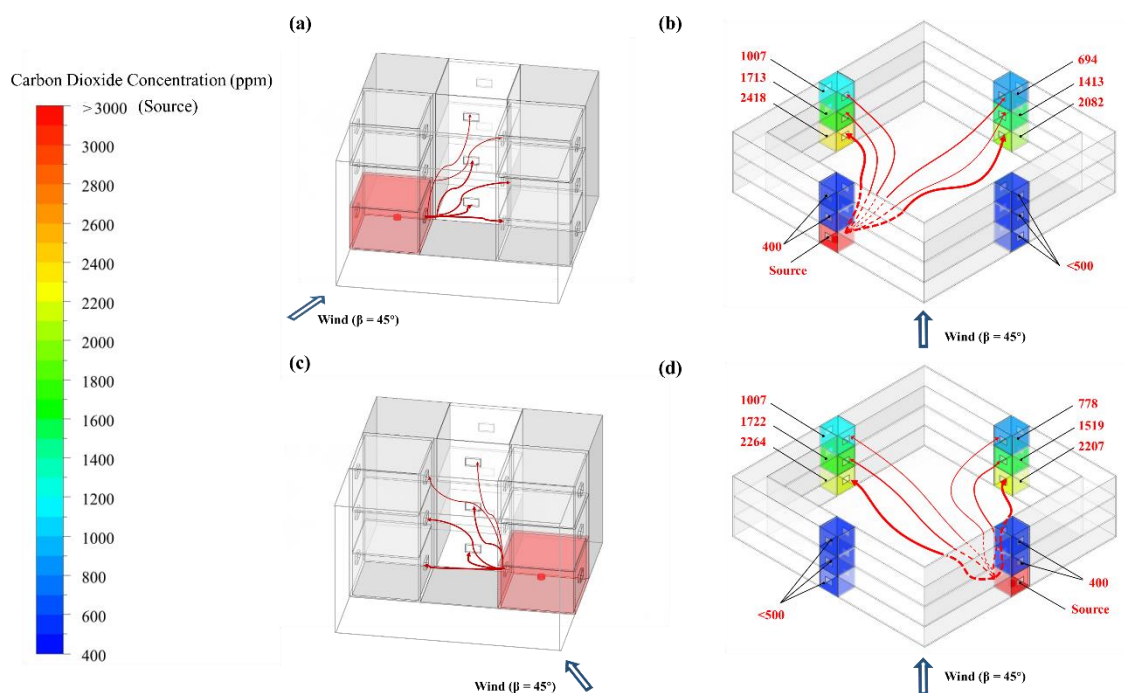 (a)
(b)
Carbon Dioxide Concentration (ppm)
(Source)
> 3000
2800
2600
2400
2200
2000
1800
1600
1400
1200
1000
800
600
400
Wind (β = 45°)
1007
1713
2418
694
1413
2082
400
Source
<500
Wind (β = 45°)
(c)
(d)
Wind (β = 45°)
1007
1722
2264
778
1519
2207
<500
400
Source
Wind (β = 45°)